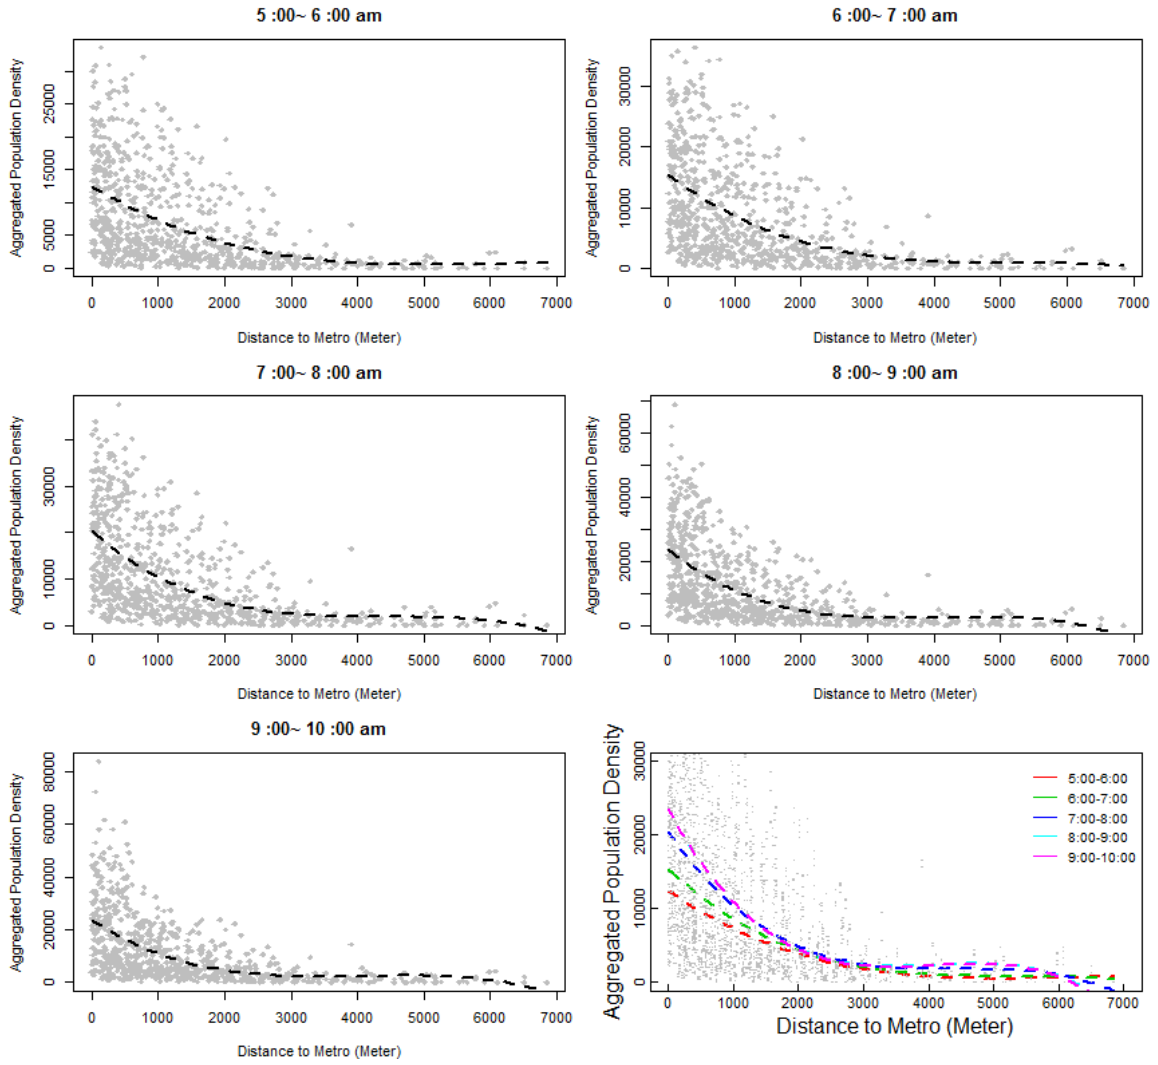 5 :00~ 6 :00 am
Aggregated Population Density
0 5000 15000 25000
0 1000 2000 3000 4000 5000 6000 7000
Distance to Metro (Meter)
6 :00~ 7 :00 am
Aggregated Population Density
0 10000 20000 30000
0 1000 2000 3000 4000 5000 6000 7000
Distance to Metro (Meter)
7 :00~ 8 :00 am
Aggregated Population Density
0 10000 30000
0 1000 2000 3000 4000 5000 6000 7000
Distance to Metro (Meter)
8 :00~ 9 :00 am
Aggregated Population Density
0 20000 40000 60000
0 1000 2000 3000 4000 5000 6000 7000
Distance to Metro (Meter)
9 :00~ 10 :00 am
Aggregated Population Density
0 20000 40000 60000 80000
0 1000 2000 3000 4000 5000 6000 7000
Distance to Metro (Meter)
Aggregated Population Density
0 10000 20000 30000
5:00-6:00
6:00-7:00
7:00-8:00
8:00-9:00
9:00-10:00
0 1000 2000 3000 4000 5000 6000 7000
Distance to Metro (Meter)